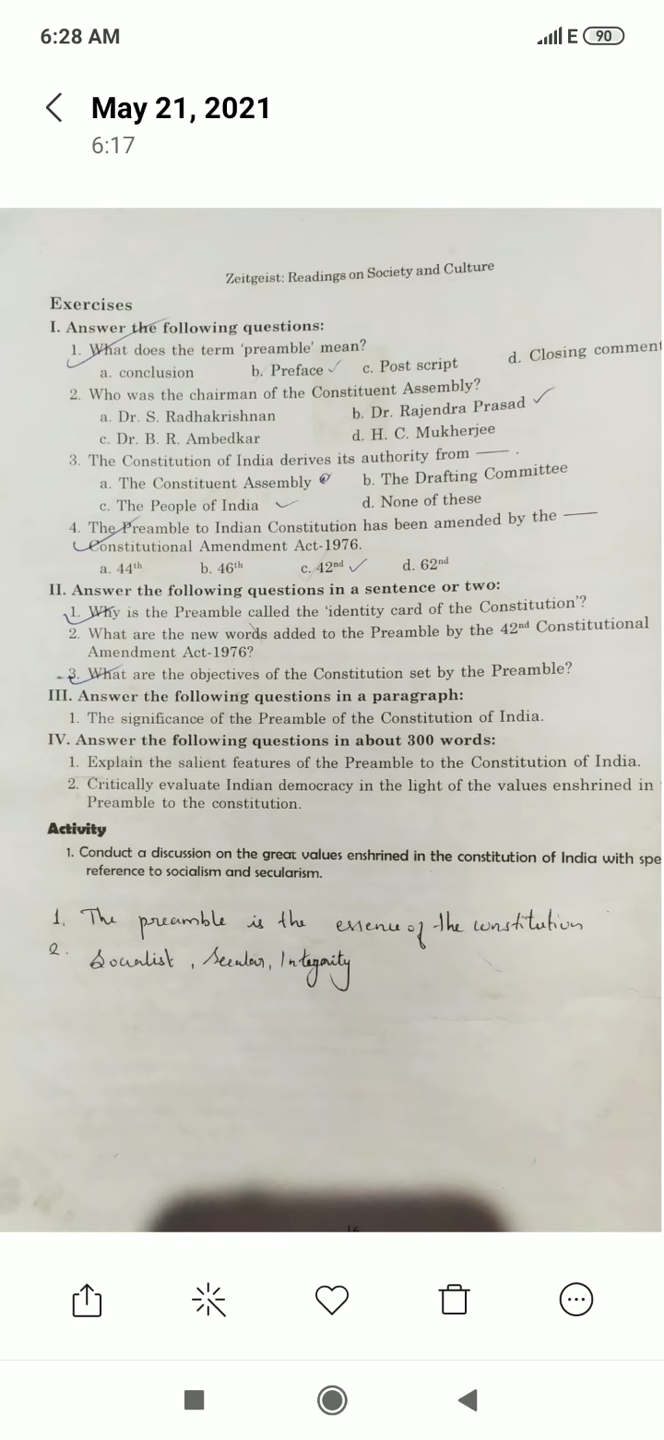 6:28 AM
E 90
May 21, 2021
6:17
Zeitgeist: Readings on Society and Culture
Exercises
I. Answer the following questions:
1. What does the term 'preamble' mean?
a. conclusion b. Preface ✓ c. Post script d. Closing comment
2. Who was the chairman of the Constituent Assembly?
a. Dr. S. Radhakrishnan b. Dr. Rajendra Prasad ✓
c. Dr. B. R. Ambedkar d. H. C. Mukherjee
3. The Constitution of India derives its authority from —— .
a. The Constituent Assembly b. The Drafting Committee
c. The People of India ✓ d. None of these
4. The Preamble to Indian Constitution has been amended by the ——
Constitutional Amendment Act-1976.
a. 44th b. 46th c. 42nd ✓ d. 62nd
II. Answer the following questions in a sentence or two:
1. Why is the Preamble called the 'identity card of the Constitution'?
2. What are the new words added to the Preamble by the 42nd Constitutional
Amendment Act-1976?
3. What are the objectives of the Constitution set by the Preamble?
III. Answer the following questions in a paragraph:
1. The significance of the Preamble of the Constitution of India.
IV. Answer the following questions in about 300 words:
1. Explain the salient features of the Preamble to the Constitution of India.
2. Critically evaluate Indian democracy in the light of the values enshrined in
Preamble to the constitution.
Activity
1. Conduct a discussion on the great values enshrined in the constitution of India with spe
reference to socialism and secularism.
1. The preamble is the essence of the constitution
2. Socialist, Secular, Integrity
16